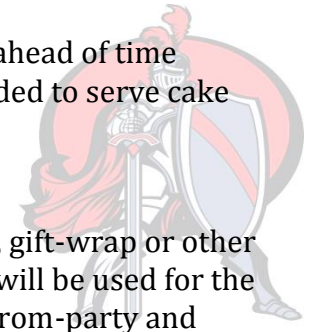 ahead of time
ded to serve cake
gift-wrap or other
will be used for the
rom-party and